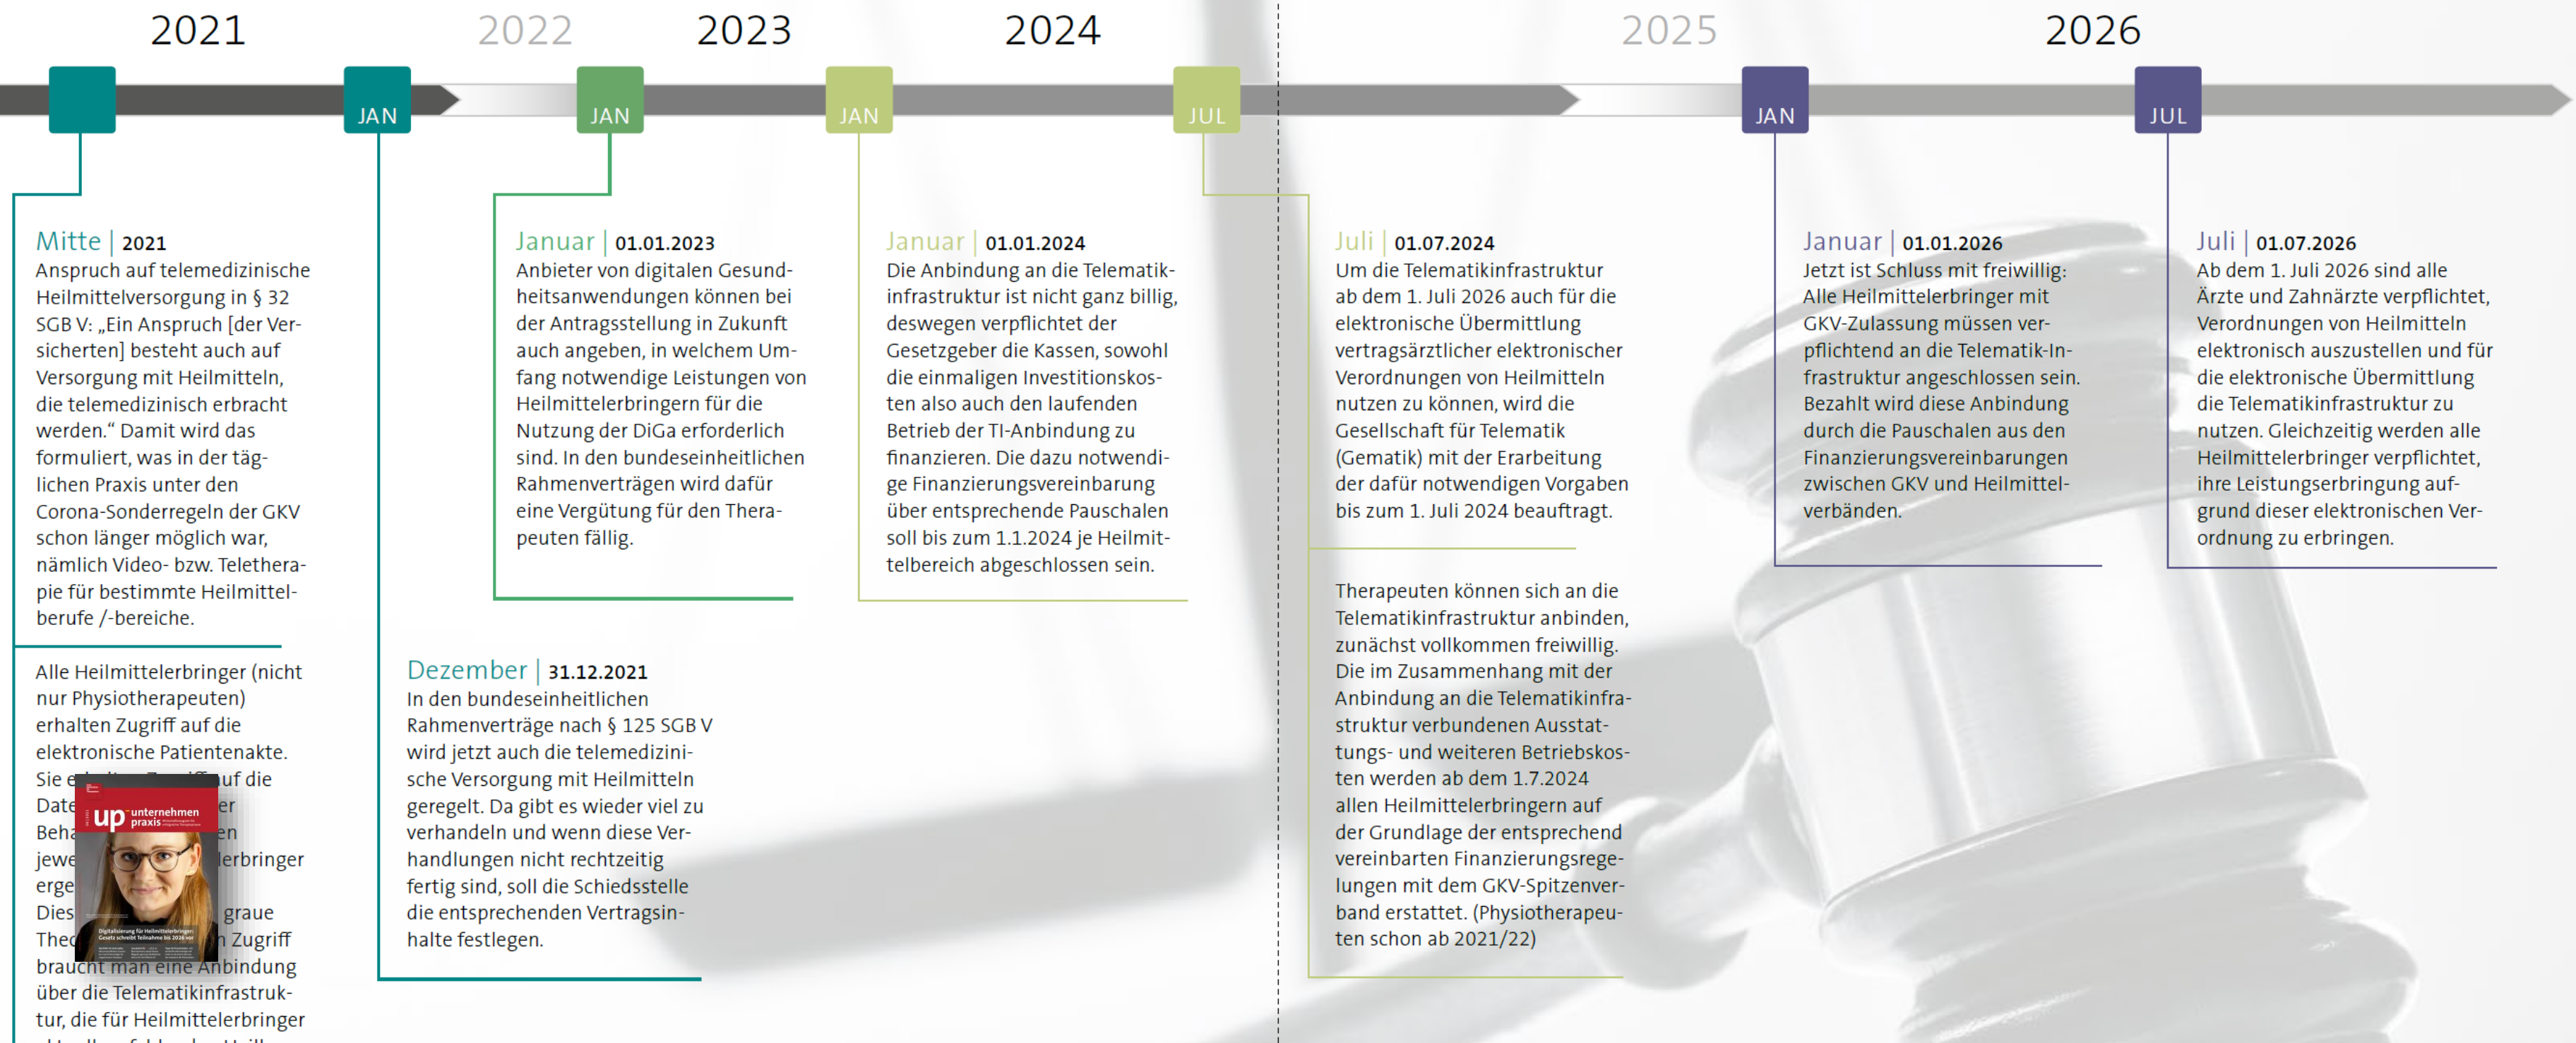 2021
2022
2023
2024
2025
2026
JAN
JAN
JAN
JUL
JAN
JUL
Mitte | 2021
Anspruch auf telemedizinische
Heilmittelversorgung in § 32
SGB V: „Ein Anspruch [der Ver-
sicherten] besteht auch auf
Versorgung mit Heilmitteln,
die telemedizinisch erbracht
werden.“ Damit wird das
formuliert, was in der täg-
lichen Praxis unter den
Corona-Sonderregeln der GKV
schon länger möglich war,
nämlich Video- bzw. Telethera-
pie für bestimmte Heilmittel-
berufe /-bereiche.
Alle Heilmittelerbringer (nicht
nur Physiotherapeuten)
erhalten Zugriff auf die
elektronische Patientenakte.
Sie auf die
graue
Zugriff
braucht man eine Anbindung
über die Telematikinfrastruk-
tur, die für Heilmittelerbringer
up unternehmen
praxis
Digitalisierung für Heilmittelerbringer:
Gesetz schreibt Teilnahme bis 2026 vor
Dezember | 31.12.2021
In den bundeseinheitlichen
Rahmenverträge nach § 125 SGB V
wird jetzt auch die telemedizini-
sche Versorgung mit Heilmitteln
geregelt. Da gibt es wieder viel zu
verhandeln und wenn diese Ver-
handlungen nicht rechtzeitig
fertig sind, soll die Schiedsstelle
die entsprechenden Vertragsin-
halte festlegen.
Januar | 01.01.2023
Anbieter von digitalen Gesund-
heitsanwendungen können bei
der Antragsstellung in Zukunft
auch angeben, in welchem Um-
fang notwendige Leistungen von
Heilmittelerbringern für die
Nutzung der DiGa erforderlich
sind. In den bundeseinheitlichen
Rahmenverträgen wird dafür
eine Vergütung für den Thera-
peuten fällig.
Januar | 01.01.2024
Die Anbindung an die Telematik-
infrastruktur ist nicht ganz billig,
deswegen verpflichtet der
Gesetzgeber die Kassen, sowohl
die einmaligen Investitionskos-
ten also auch den laufenden
Betrieb der TI-Anbindung zu
finanzieren. Die dazu notwendi-
ge Finanzierungsvereinbarung
über entsprechende Pauschalen
soll bis zum 1.1.2024 je Heilmit-
telbereich abgeschlossen sein.
Juli | 01.07.2024
Um die Telematikinfrastruktur
ab dem 1. Juli 2026 auch für die
elektronische Übermittlung
vertragsärztlicher elektronischer
Verordnungen von Heilmitteln
nutzen zu können, wird die
Gesellschaft für Telematik
(Gematik) mit der Erarbeitung
der dafür notwendigen Vorgaben
bis zum 1. Juli 2024 beauftragt.
Therapeuten können sich an die
Telematikinfrastruktur anbinden,
zunächst vollkommen freiwillig.
Die im Zusammenhang mit der
Anbindung an die Telematikinfra-
struktur verbundenen Ausstat-
tungs- und weiteren Betriebskos-
ten werden ab dem 1.7.2024
allen Heilmittelerbringern auf
der Grundlage der entsprechend
vereinbarten Finanzierungsrege-
lungen mit dem GKV-Spitzenver-
band erstattet. (Physiotherapeu-
ten schon ab 2021/22)
Januar | 01.01.2026
Jetzt ist Schluss mit freiwillig:
Alle Heilmittelerbringer mit
GKV-Zulassung müssen ver-
pflichtend an die Telematik-In-
frastruktur angeschlossen sein.
Bezahlt wird diese Anbindung
durch die Pauschalen aus den
Finanzierungsvereinbarungen
zwischen GKV und Heilmittel-
verbänden.
Juli | 01.07.2026
Ab dem 1. Juli 2026 sind alle
Ärzte und Zahnärzte verpflichtet,
Verordnungen von Heilmitteln
elektronisch auszustellen und für
die elektronische Übermittlung
die Telematikinfrastruktur zu
nutzen. Gleichzeitig werden alle
Heilmittelerbringer verpflichtet,
ihre Leistungserbringung auf-
grund dieser elektronischen Ver-
ordnung zu erbringen.